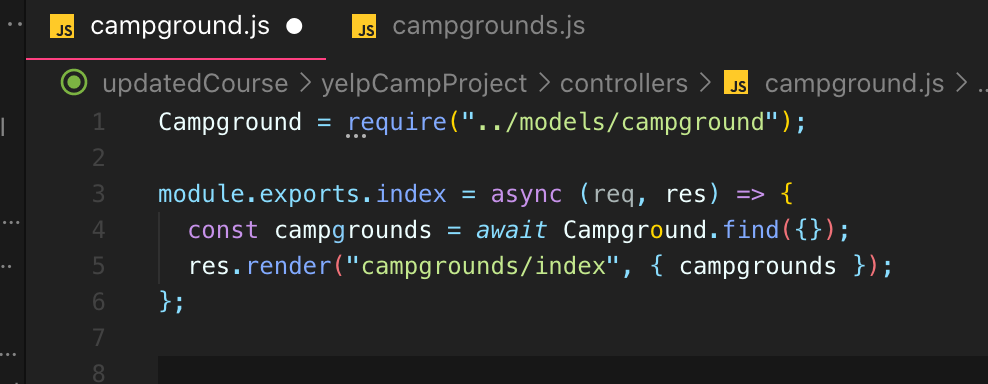 JS campground.js JS campgrounds.js
updatedCourse > yelpCampProject > controllers > JS campground.js > ..
1 Campground = require("../models/campground");
2
3 module.exports.index = async (req, res) => {
4 const campgrounds = await Campground.find({});
5 res.render("campgrounds/index", { campgrounds });
6 };
7
8